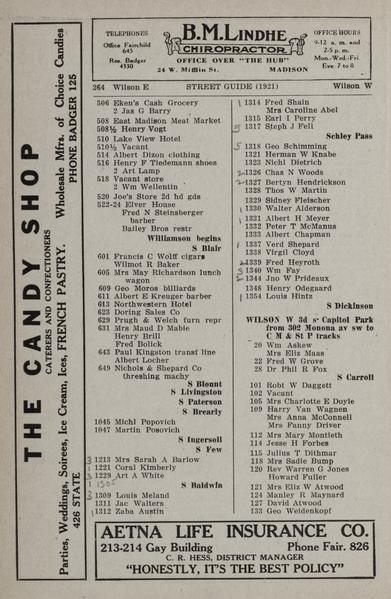 THE CANDY SHOP
CATERERS AND CONFECTIONERS
Wholesale Mfrs. of Choice Candies
Parties, Weddings, Soirees, Ice Cream, Ices, FRENCH PASTRY.
426 STATE
PHONE BADGER 125
TELEPHONES
Office Fairchild
645
Res. Badger
4330
B.M. LINDHE
CHIROPRACTOR
OFFICE OVER "THE HUB"
24 W. Mifflin St. MADISON
OFFICE HOURS
9-12 a. m. and
2-5 p. m.
Mon.-Wed.-Fri.
Eve. 7 to 8
264 Wilson E STREET GUIDE (1921) Wilson W
506 Eken's Cash Grocery
2 Jas G Barry
508 East Madison Meat Market
508½ Henry Vogt
510 Lake View Hotel
510½ Vacant
514 Albert Dizon clothing
516 Henry F Tiedemann shoes
2 Art Lamp
518 Vacant store
2 Wm Wellentin
520 Joe's Store 2d hd gds
522-24 Elver House
Fred N Steinsberger
barber
Bailey Bros restr
Williamson begins
S Blair
601 Francis C Wolff cigars
Wilmot R Baker
605 Mrs May Richardson lunch
wagon
609 Geo Moros billiards
611 Albert E Kreuger barber
613 Northwestern Hotel
623 Doring Sales Co
629 Prugh & Welch furn repr
631 Mrs Maud D Mabie
Henry Brill
Fred Bolick
643 Paul Kingston transf line
Albert Locher
649 Nichols & Shepard Co
threshing machy
S Blount
S Livingston
S Paterson
S Brearly
1045 Michl Popovich
1047 Martin Posovich
S Ingersoll
S Few
3 1213 Mrs Sarah A Barlow
1 1221 Coral Kimberly
3 1229 Art A White
1 1305
S Baldwin
3 1309 Louis Meland
1311 Jac Walters
1 1312 Zaba Austin
1 1314 Fred Shain
Mrs Caroline Abel
1315 Earl I Perry
3 1317 Steph J Fell
Schley Pass
5 1318 Geo Schimming
1321 Herman W Knabe
1323 Nichl Dietrich
1326 Chas N Woods
1327 Bertyn Hendrickson
1328 Thos W Martin
1329 Sidney Fleischer
1330 Walter Alderson
1331 Albert H Meyer
1332 Peter T McManus
1333 Albert Chapman
1 1337 Verd Shepard
1338 Virgil Cloyd
1339 Fred Heyroth
3 1340 Wm Fay
2 1344 Jno W Prideaux
1348 Henry Odegaard
1 1354 Louis Hintz
S Dickinson
WILSON W 3d s Capitol Park
from 302 Monona av sw to
C M & St P tracks
20 Wm Askew
Mrs Eliz Maas
22 Fred W Grove
28 Dr Phil R Fox
S Carroll
101 Robt W Daggett
102 Vacant
105 Mrs Charlotte E Doyle
109 Harry Van Wagnen
Mrs Anna McConnell
Mrs Fanny Driver
112 Mrs Mary Montieth
114 Jesse H Forbes
115 Julius T Dithmar
118 Mrs Sadie Bump
120 Rev Warren G Jones
Howard Fuller
121 Mrs Eliz W Atwood
124 Manley R Maynard
127 David Atwood
133 Geo Weidenkopf
AETNA LIFE INSURANCE CO.
213-214 Gay Building Phone Fair. 826
C. R. HESS, DISTRICT MANAGER
"HONESTLY, IT'S THE BEST POLICY"